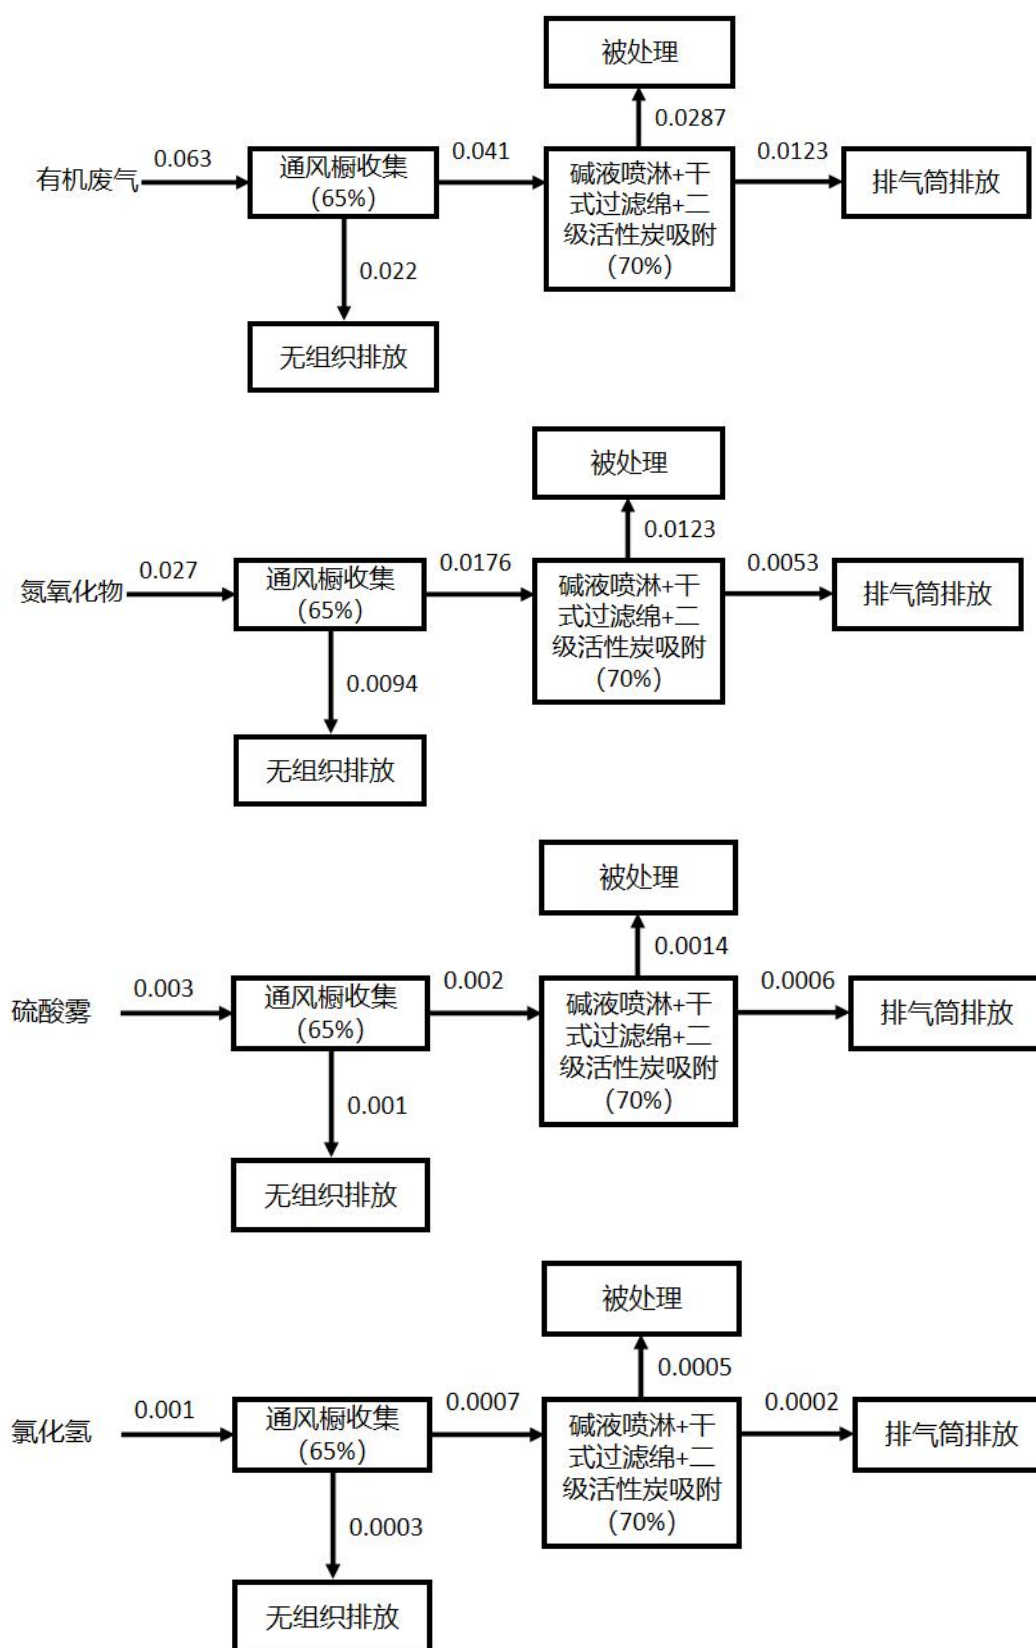 被处理
0.0287
有机废气
0.063
通风橱收集
(65%)
0.041
碱液喷淋+干
式过滤绵+二
级活性炭吸附
(70%)
0.0123
排气筒排放
0.022
无组织排放
被处理
0.0123
氮氧化物
0.027
通风橱收集
(65%)
0.0176
碱液喷淋+干
式过滤绵+二
级活性炭吸附
(70%)
0.0053
排气筒排放
0.0094
无组织排放
被处理
0.0014
硫酸雾
0.003
通风橱收集
(65%)
0.002
碱液喷淋+干
式过滤绵+二
级活性炭吸附
(70%)
0.0006
排气筒排放
0.001
无组织排放
被处理
0.0005
氯化氢
0.001
通风橱收集
(65%)
0.0007
碱液喷淋+干
式过滤绵+二
级活性炭吸附
(70%)
0.0002
排气筒排放
0.0003
无组织排放